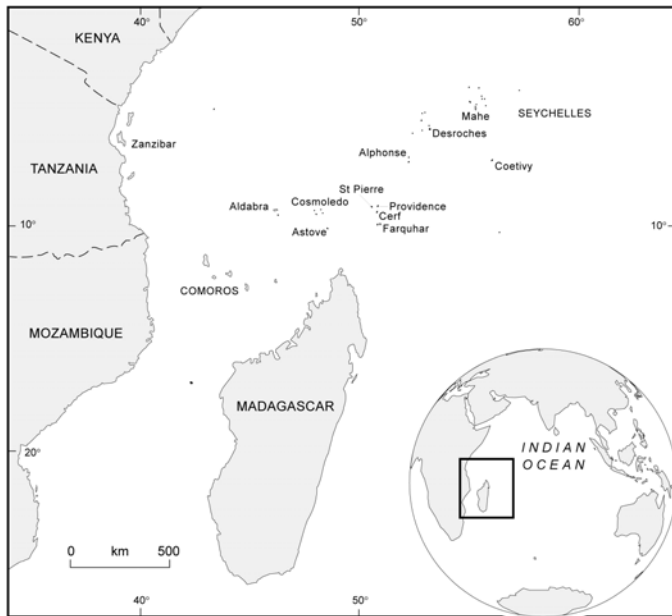 40°
50°
60°
KENYA
Mahe
SEYCHELLES
Desroches
Zanzibar
Alphonse
Coetivy
TANZANIA
St Pierre
Aldabra
Cosmoledo
Providence
Cerf
10°
Astove
Farquhar
10°
COMOROS
MOZAMBIQUE
MADAGASCAR
20°
INDIAN
OCEAN
0 km 500
40°
50°